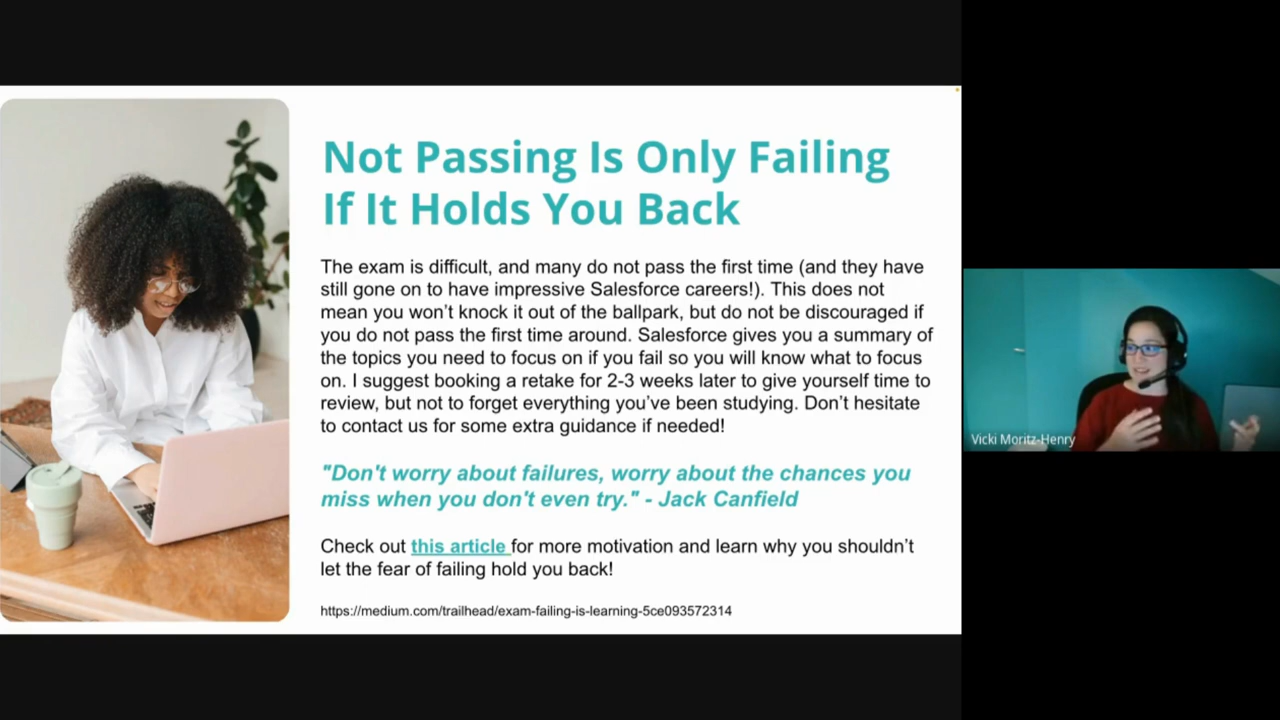 Not Passing Is Only Failing
If It Holds You Back
The exam is difficult, and many do not pass the first time (and they have
still gone on to have impressive Salesforce careers!). This does not
mean you won’t knock it out of the ballpark, but do not be discouraged if
you do not pass the first time around. Salesforce gives you a summary of
the topics you need to focus on if you fail so you will know what to focus
on. I suggest booking a retake for 2-3 weeks later to give yourself time to
review, but not to forget everything you’ve been studying. Don’t hesitate
to contact us for some extra guidance if needed!
"Don't worry about failures, worry about the chances you
miss when you don't even try." - Jack Canfield
Check out this article for more motivation and learn why you shouldn’t
let the fear of failing hold you back!
https://medium.com/trailhead/exam-failing-is-learning-5ce093572314
Vicki Moritz-Henry